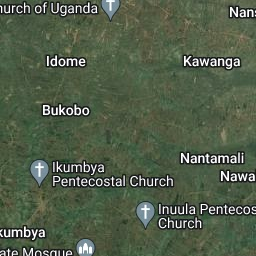 hurch of Uganda
Nans
Idome
Kawanga
Bukobo
Ikumbya
Pentecostal Church
Nantamali
Nawa
Inuula Pentecos
Church
kumbya
ate Mosque